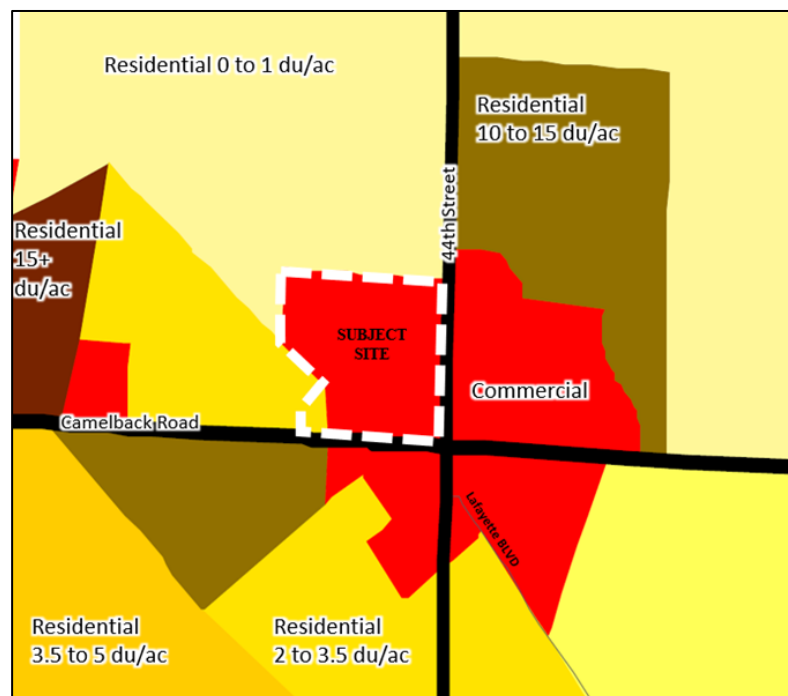 Residential 0 to 1 du/ac
Residential
10 to 15 du/ac
44th Street
Residential
15+
du/ac
SUBJECT
SITE
Commercial
Camelback Road
Lafayette BLVD
Residential
3.5 to 5 du/ac
Residential
2 to 3.5 du/ac